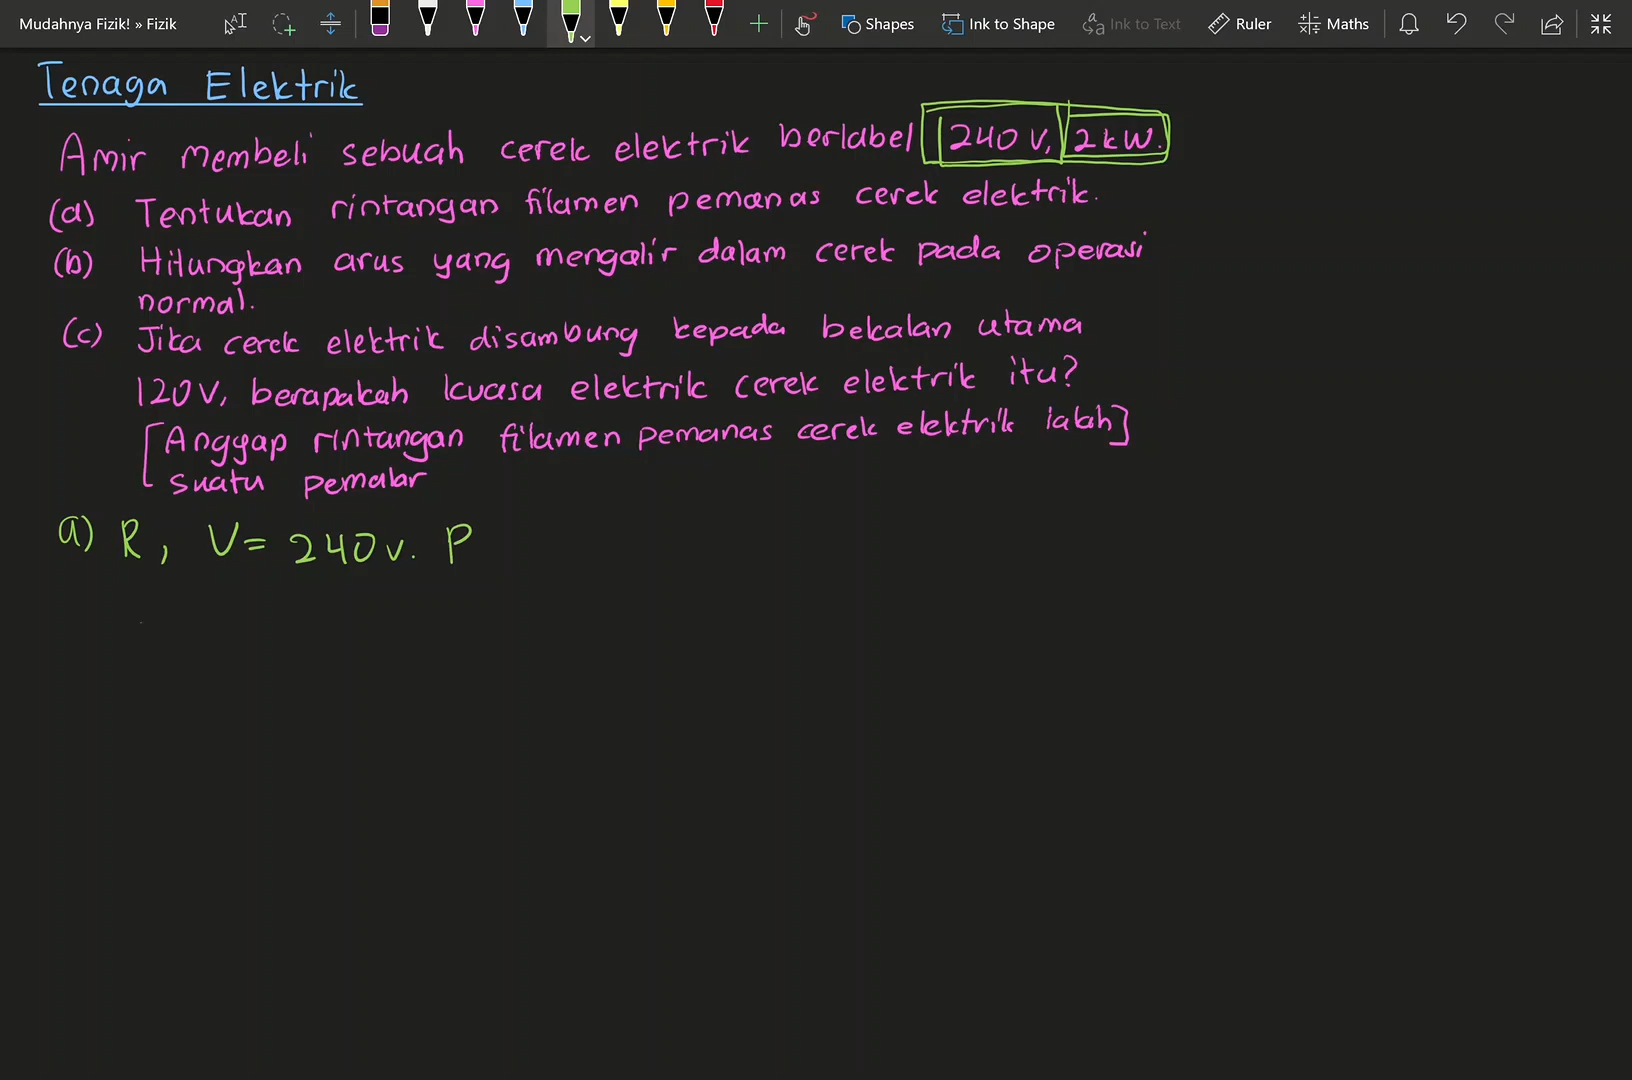 Mudahnya Fizik! » Fizik
Shapes
Ink to Shape
Ink to Text
Ruler
Maths
Tenaga Elektrik
Amir membeli sebuah cerek elektrik berlabel 240 V, 2 kW.
(a) Tentukan rintangan filamen pemanas cerek elektrik.
(b) Hitungkan arus yang mengalir dalam cerek pada operasi
normal.
(c) Jika cerek elektrik disambung kepada bekalan utama
120V, berapakah kuasa elektrik cerek elektrik itu?
[Anggap rintangan filamen pemanas cerek elektrik ialah]
suatu pemalar
a) R, V = 240 v. P